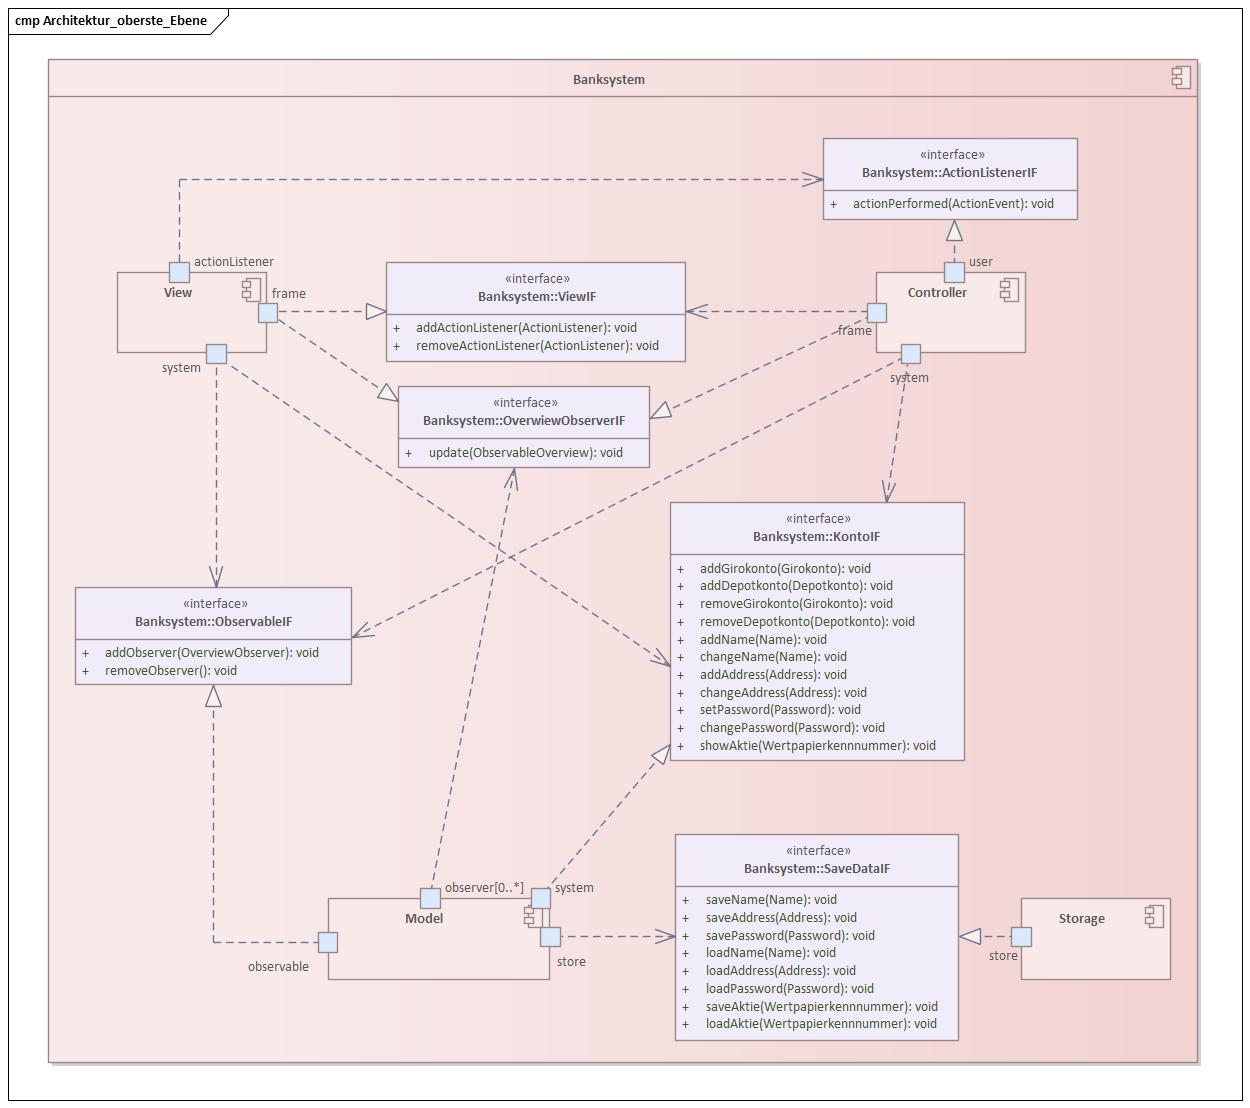 cmp Architektur_oberste_Ebene
Banksystem
«interface»
Banksystem::ActionListenerIF
+ actionPerformed(ActionEvent): void
actionListener
user
View
frame
«interface»
Banksystem::ViewIF
+ addActionListener(ActionListener): void
+ removeActionListener(ActionListener): void
Controller
frame
system
system
«interface»
Banksystem::OverwiewObserverIF
+ update(ObservableOverview): void
«interface»
Banksystem::KontoIF
+ addGirokonto(Girokonto): void
+ addDepotkonto(Depotkonto): void
+ removeGirokonto(Girokonto): void
+ removeDepotkonto(Depotkonto): void
+ addName(Name): void
+ changeName(Name): void
+ addAddress(Address): void
+ changeAddress(Address): void
+ setPassword(Password): void
+ changePassword(Password): void
+ showAktie(Wertpapierkennnummer): void
«interface»
Banksystem::ObservableIF
+ addObserver(OverviewObserver): void
+ removeObserver(): void
observer[0..*]
system
Model
observable
store
«interface»
Banksystem::SaveDataIF
+ saveName(Name): void
+ saveAddress(Address): void
+ savePassword(Password): void
+ loadName(Name): void
+ loadAddress(Address): void
+ loadPassword(Password): void
+ saveAktie(Wertpapierkennnummer): void
+ loadAktie(Wertpapierkennnummer): void
Storage
store